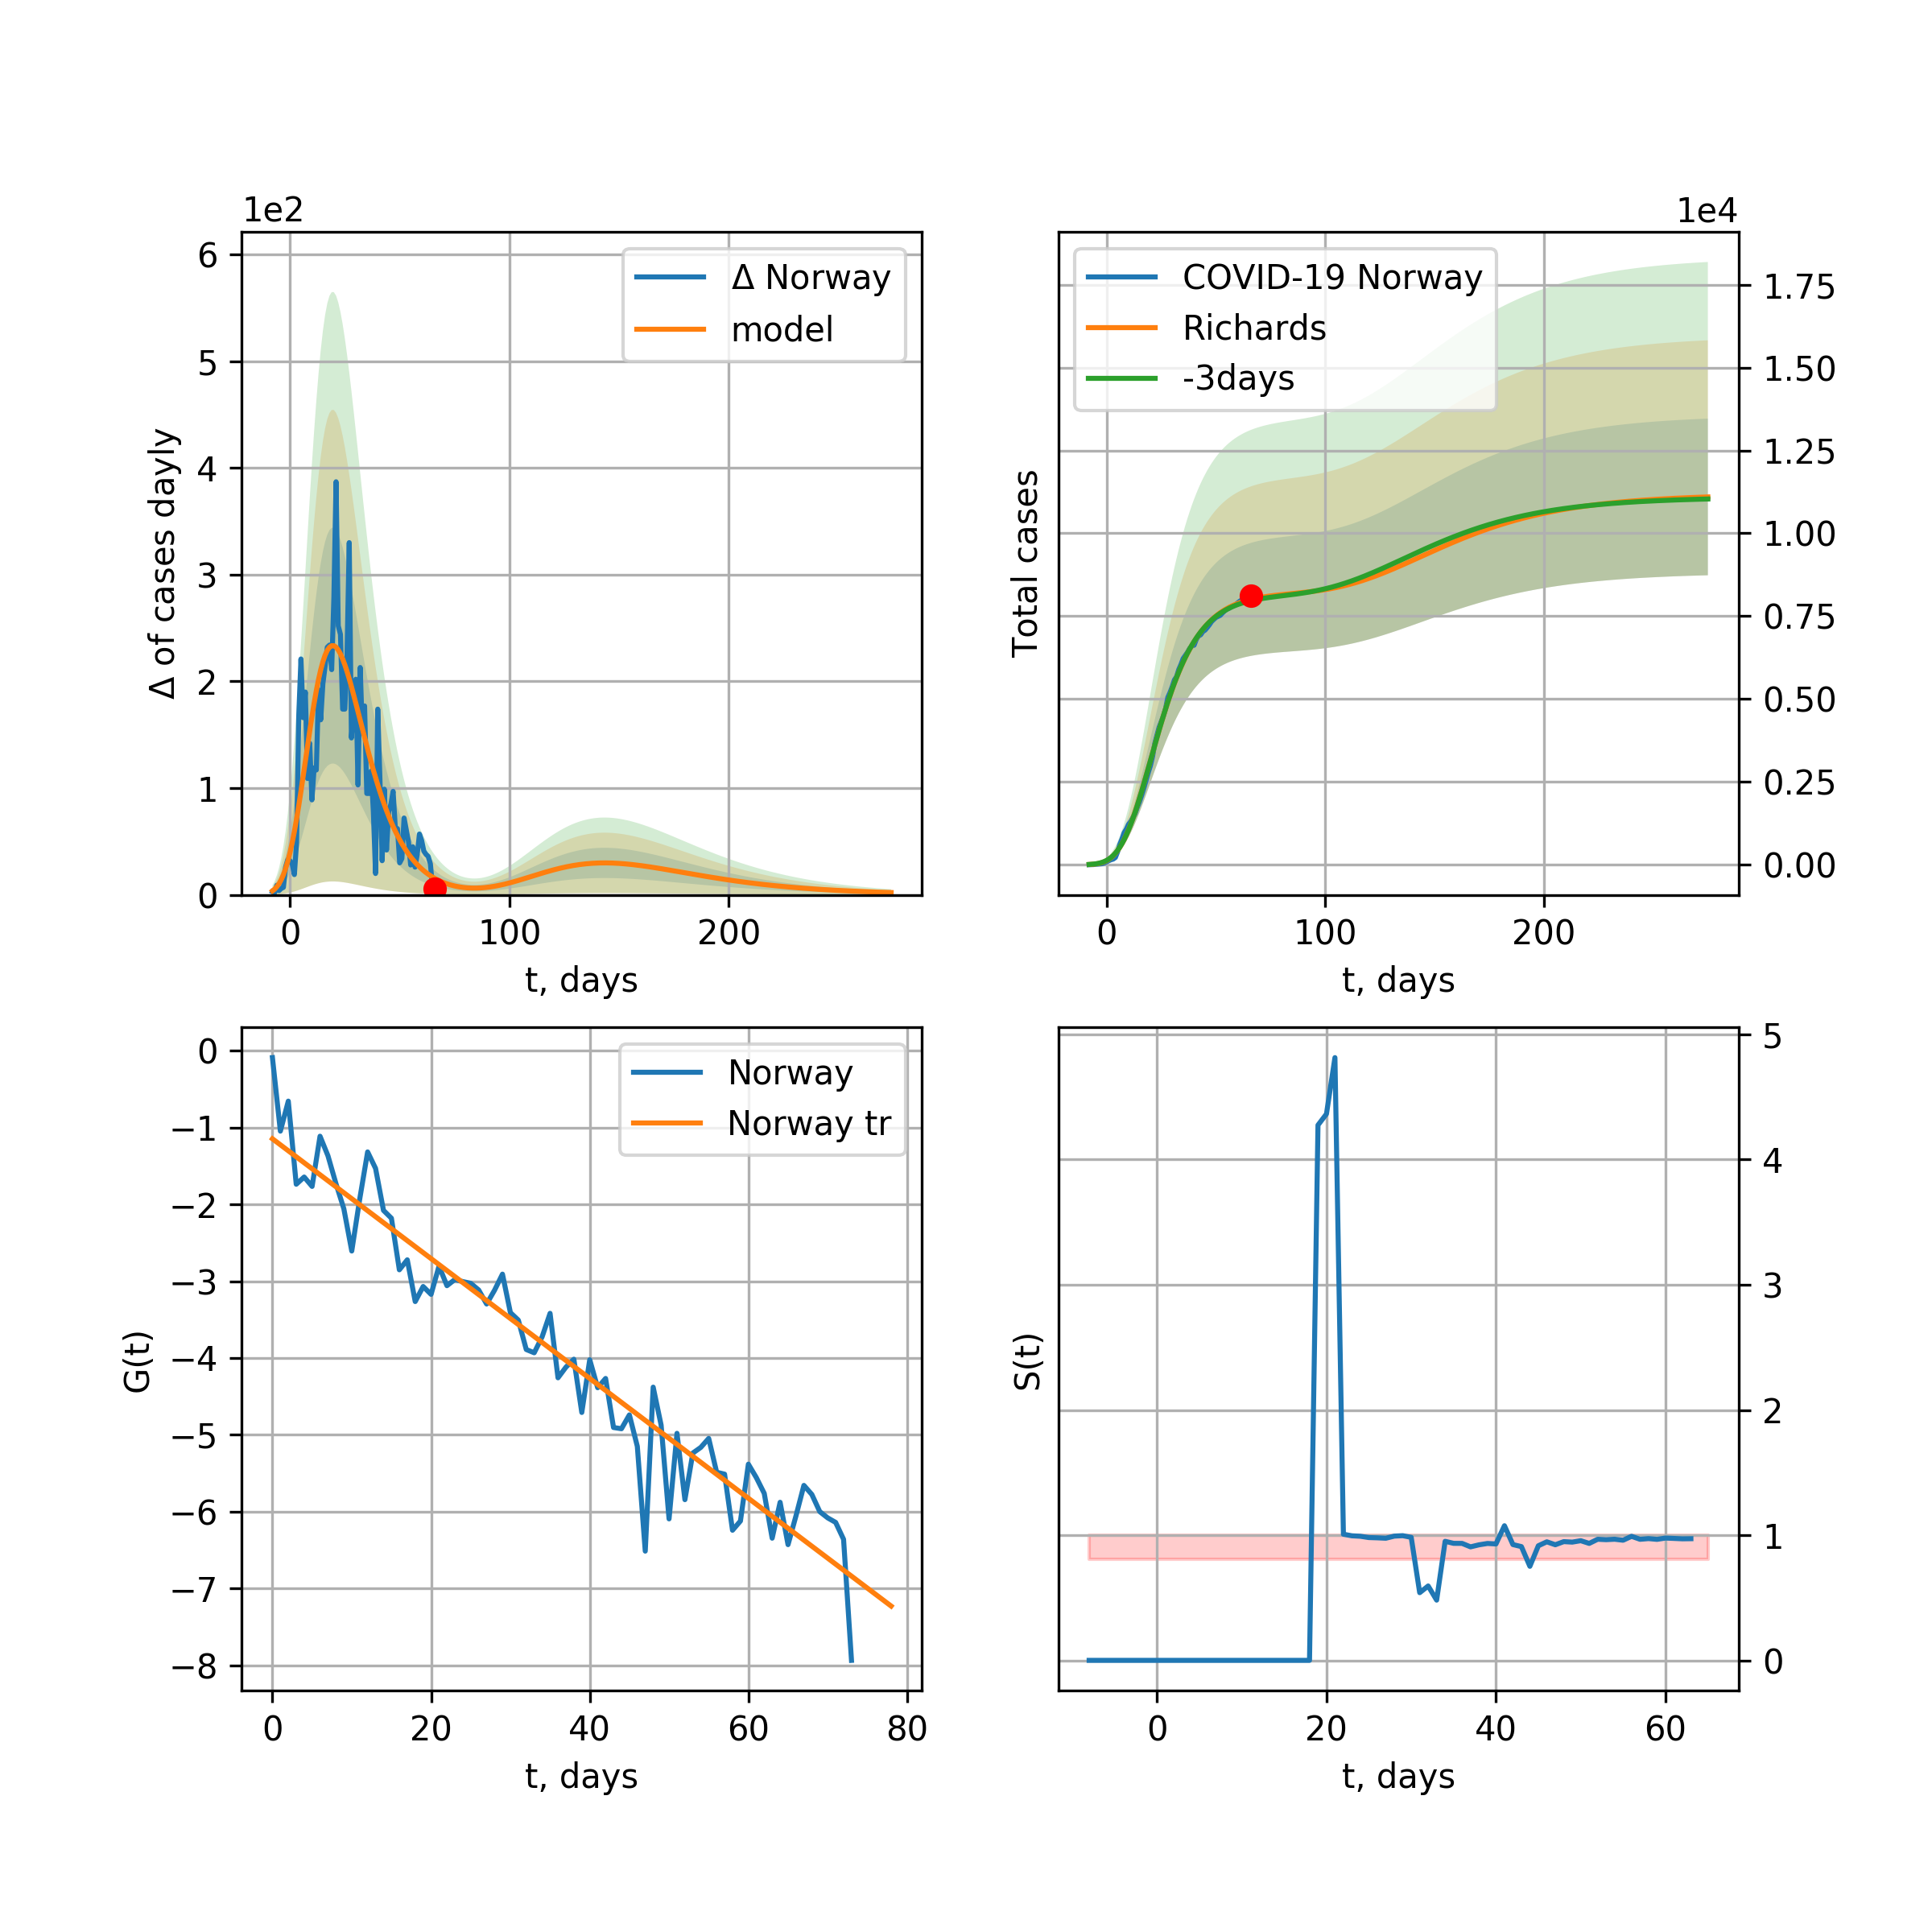 1e2
6
5
4
3
2
1
0
Δ of cases dayly
Δ Norway
model
0 100 200
t, days
1e4
COVID-19 Norway
Richards
-3days
Total cases
1.75
1.50
1.25
1.00
0.75
0.50
0.25
0.00
0 100 200
t, days
0
−1
−2
−3
−4
−5
−6
−7
−8
G(t)
Norway
Norway tr
0 20 40 60 80
t, days
S(t)
5
4
3
2
1
0
0 20 40 60
t, days